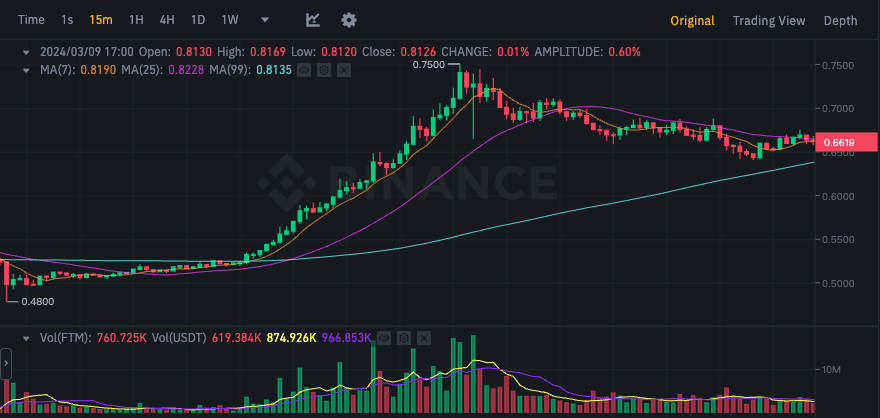 Time 1s 15m 1H 4H 1D 1W Original Trading View Depth
2024/03/09 17:00 Open: 0.8130 High: 0.8169 Low: 0.8120 Close: 0.8126 CHANGE: 0.01% AMPLITUDE: 0.60%
MA(7): 0.8190 MA(25): 0.8228 MA(99): 0.8135
0.7500
0.7500
0.7000
0.6619
0.6500
BINANCE
0.6000
0.5500
0.5000
0.4800
Vol(FTM): 760.725K Vol(USDT) 619.384K 874.926K 966.853K
10M